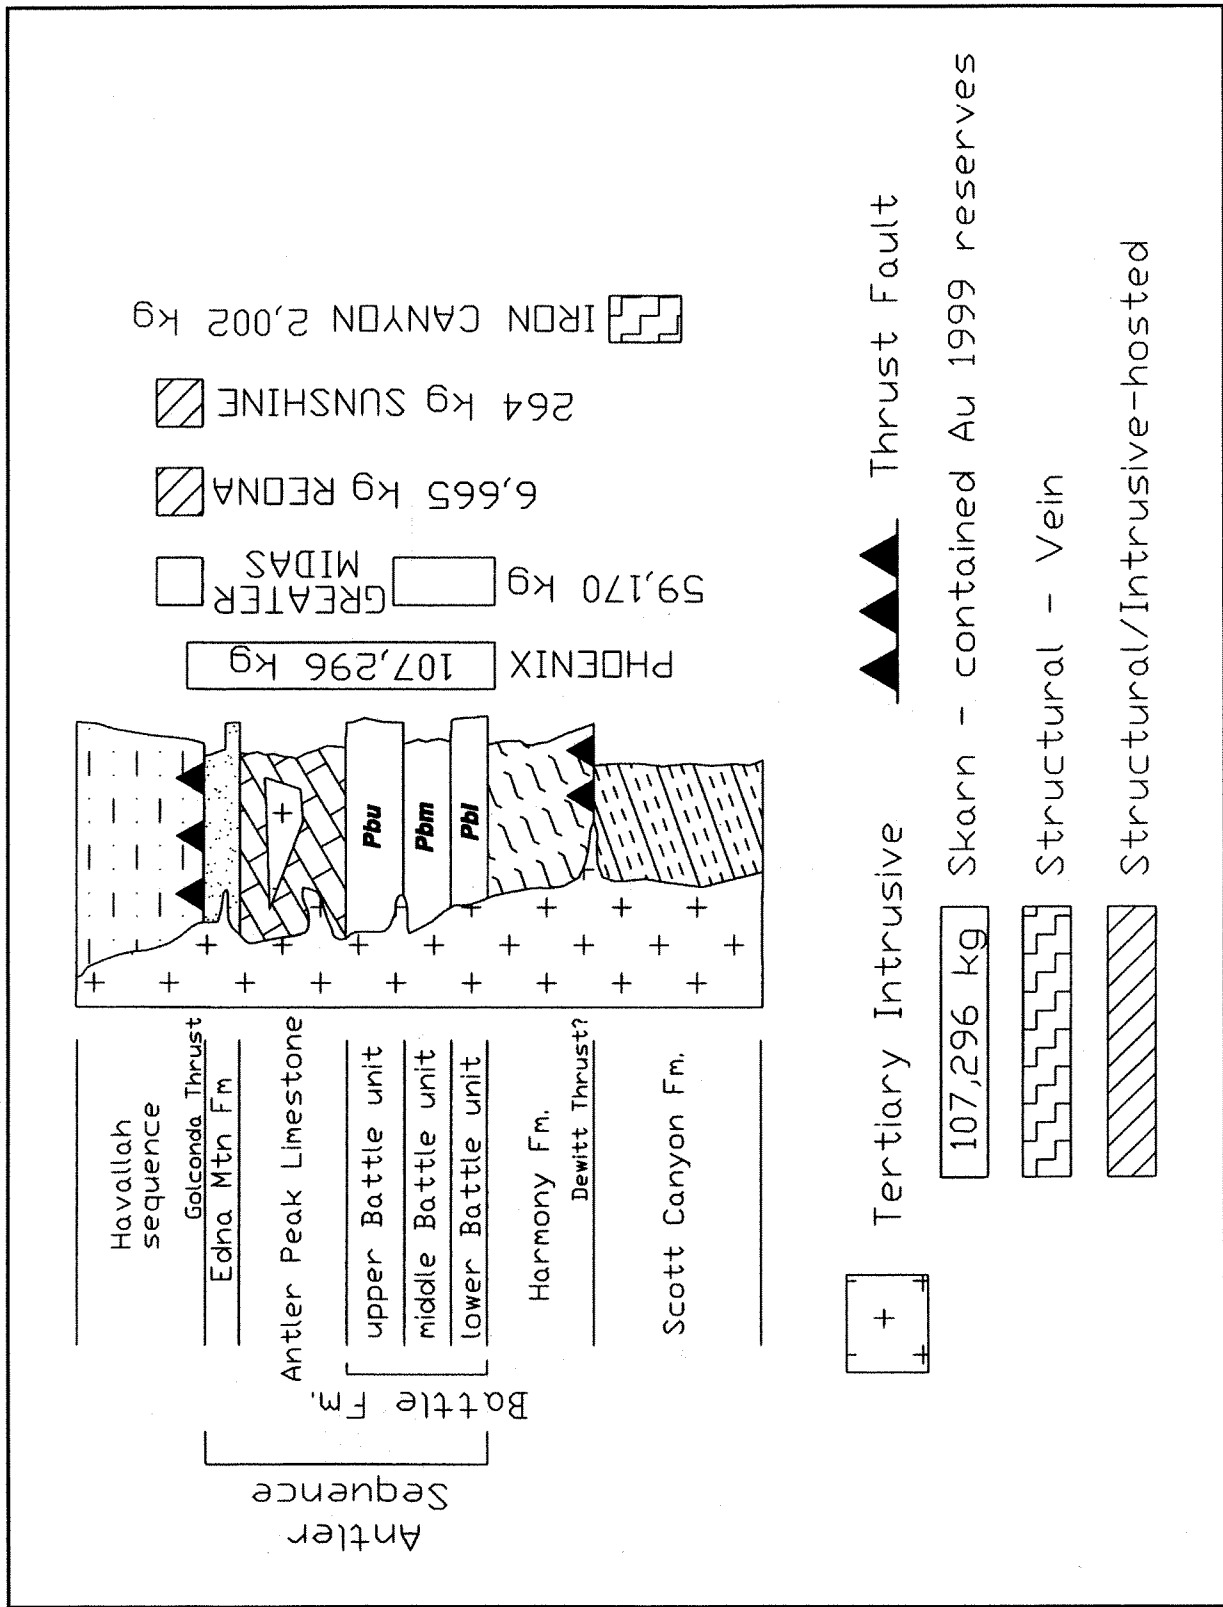 Antler
Sequence
Battle Fm.
Havallah
sequence
Golconda Thrust
Edna Mtn Fm
Antler Peak Limestone
upper Battle unit
middle Battle unit
lower Battle unit
Harmony Fm.
Dewitt Thrust?
Scott Canyon Fm.
Pbu
Pbm
Pbl
PHOENIX
107,296 kg
GREATER
MIDAS
59,170 kg
6,665 kg REONA
264 kg SUNSHINE
IRON CANYON 2,002 kg
Tertiary Intrusive
Thrust Fault
107,296 kg
Skarn - contained Au 1999 reserves
Structural - Vein
Structural/Intrusive-hosted